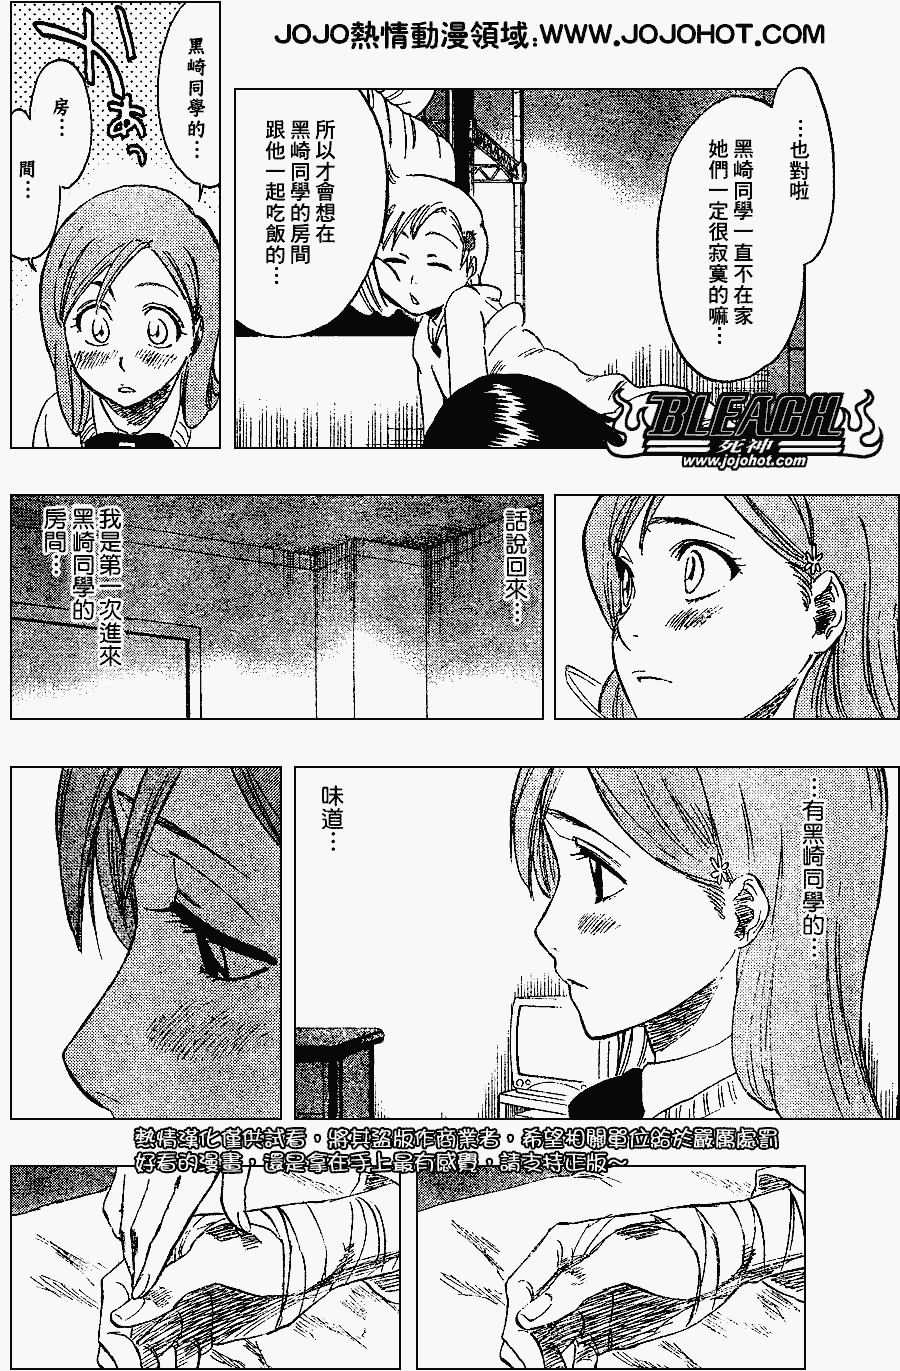 JOJO熱情動漫領域:WWW.JOJOHOT.COM
…也對啦
黑崎同學一直不在家
她們一定很寂寞的嘛…
所以才會想在
黑崎同學的房間
跟他一起吃飯的…
黑崎同學的…
房…
間…
かぁっ
BLEACH
死神
www.jojohot.com
話說回來…
我是第一次進來
黑崎同學的
房間…
…有黑崎同學的…
味道…
熱情漢化僅供試看，將其盜版作商業者，希望相關單位給於嚴厲處罰
好看的漫畫，還是拿在手上最有感覺，請支持正版～